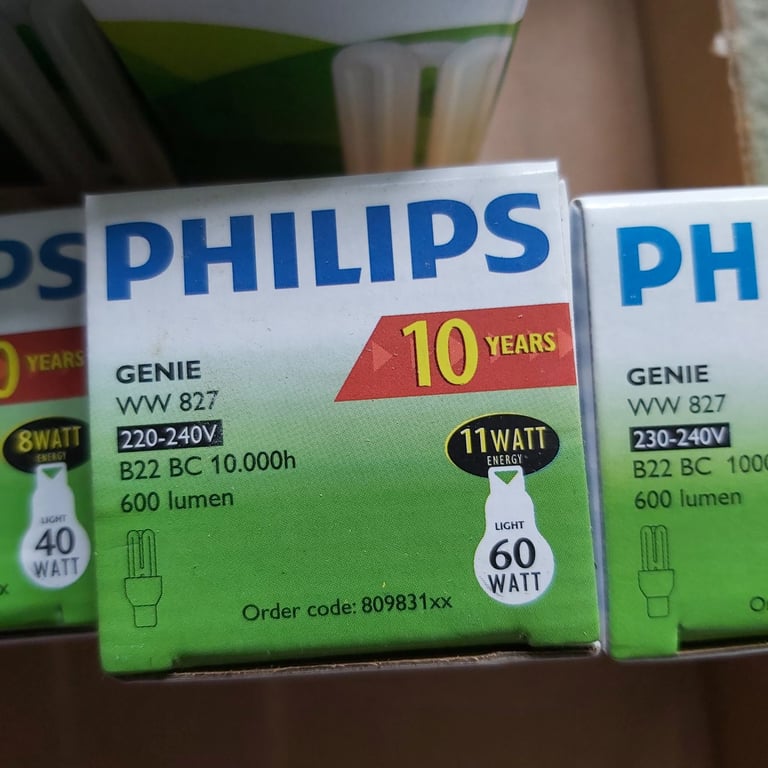 PS
0 YEARS
8WATT
ENERGY
LIGHT
40
WATT
x
PHILIPS
10 YEARS
GENIE
WW 827
220-240V
B22 BC 10.000h
600 lumen
11WATT
ENERGY
LIGHT
60
WATT
Order code: 809831xx
PH
GENIE
WW 827
230-240V
B22 BC 1000
600 lumen
O